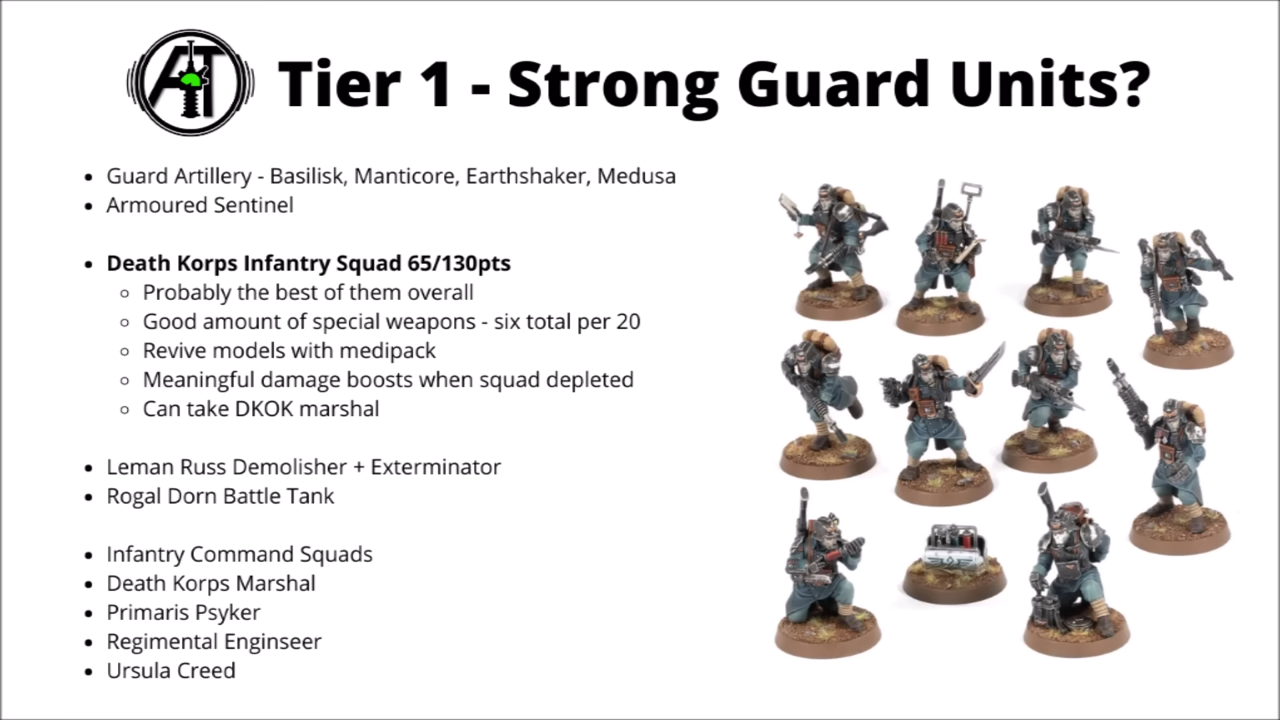 AT
Tier 1 - Strong Guard Units?
• Guard Artillery - Basilisk, Manticore, Earthshaker, Medusa
• Armoured Sentinel
• Death Korps Infantry Squad 65/130pts
◦ Probably the best of them overall
◦ Good amount of special weapons - six total per 20
◦ Revive models with medipack
◦ Meaningful damage boosts when squad depleted
◦ Can take DKOK marshal
• Leman Russ Demolisher + Exterminator
• Rogal Dorn Battle Tank
• Infantry Command Squads
• Death Korps Marshal
• Primaris Psyker
• Regimental Enginseer
• Ursula Creed